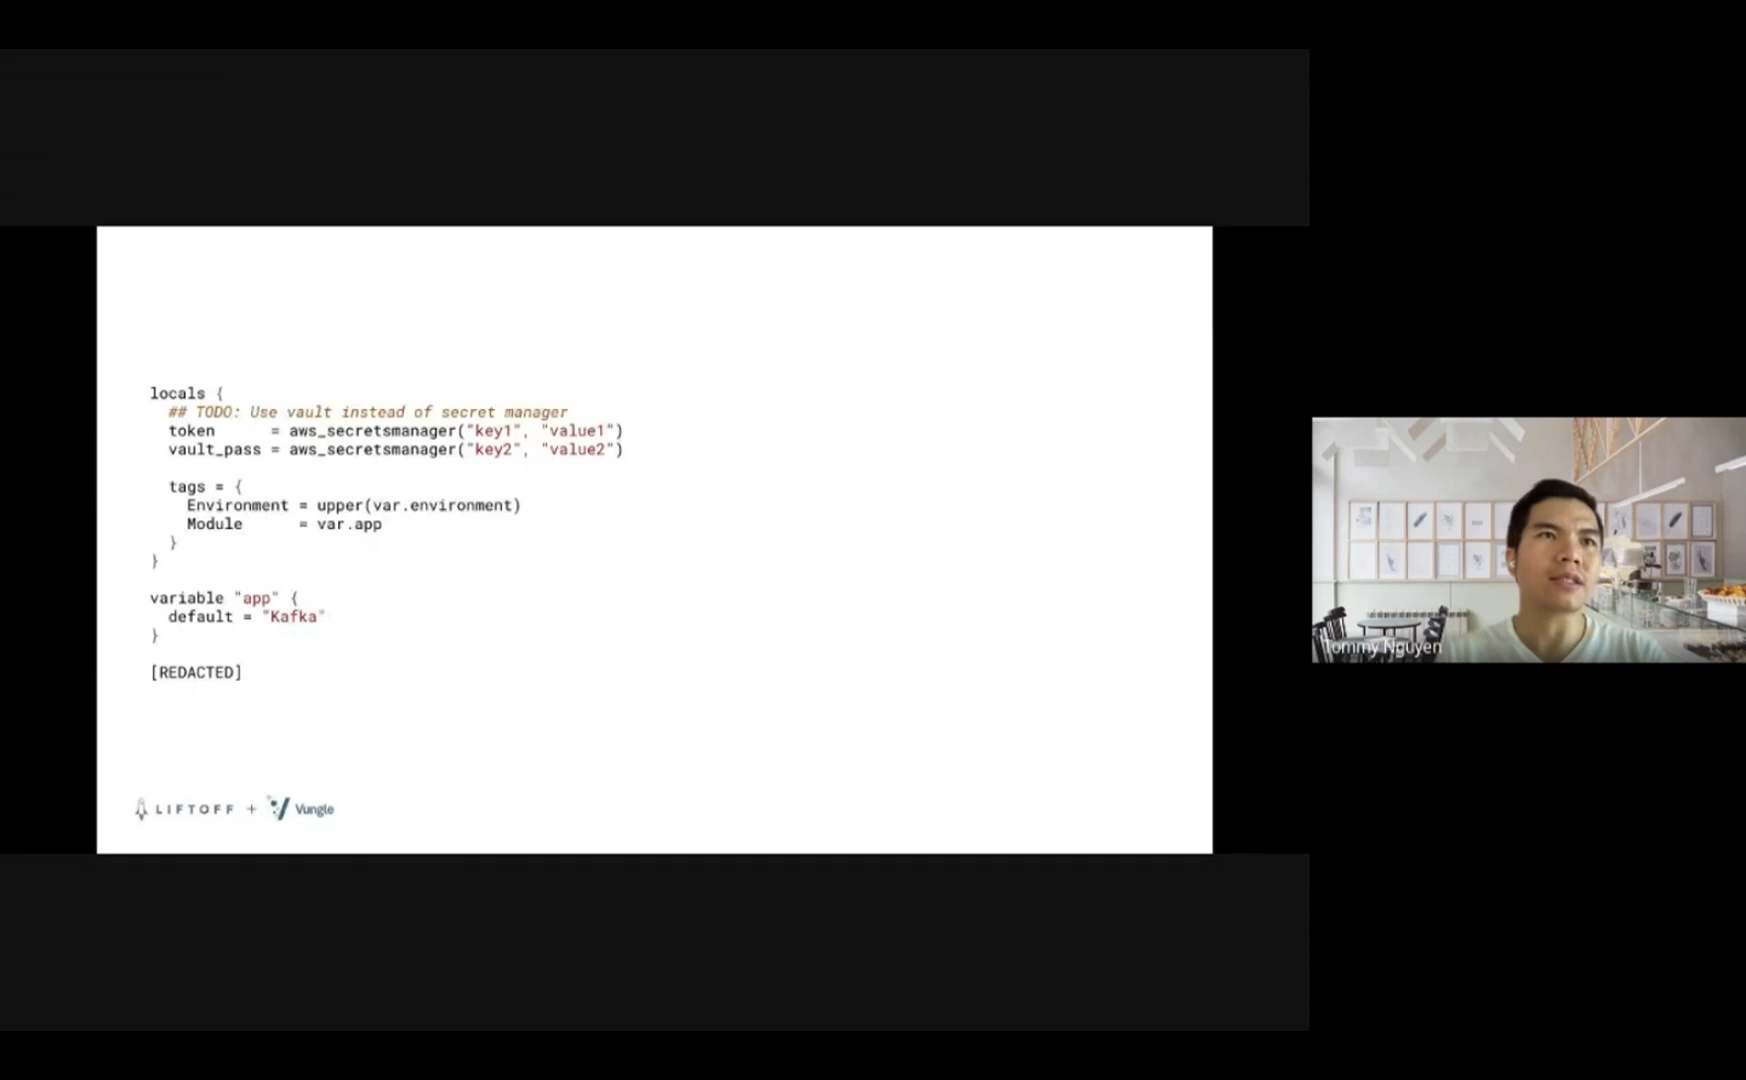 locals {
## TODO: Use vault instead of secret manager
token = aws_secretsmanager("key1", "value1")
vault_pass = aws_secretsmanager("key2", "value2")
tags = {
Environment = upper(var.environment)
Module = var.app
}
}
variable "app" {
default = "Kafka"
}
[REDACTED]
LIFTOFF + Vungle
Tommy Nguyen